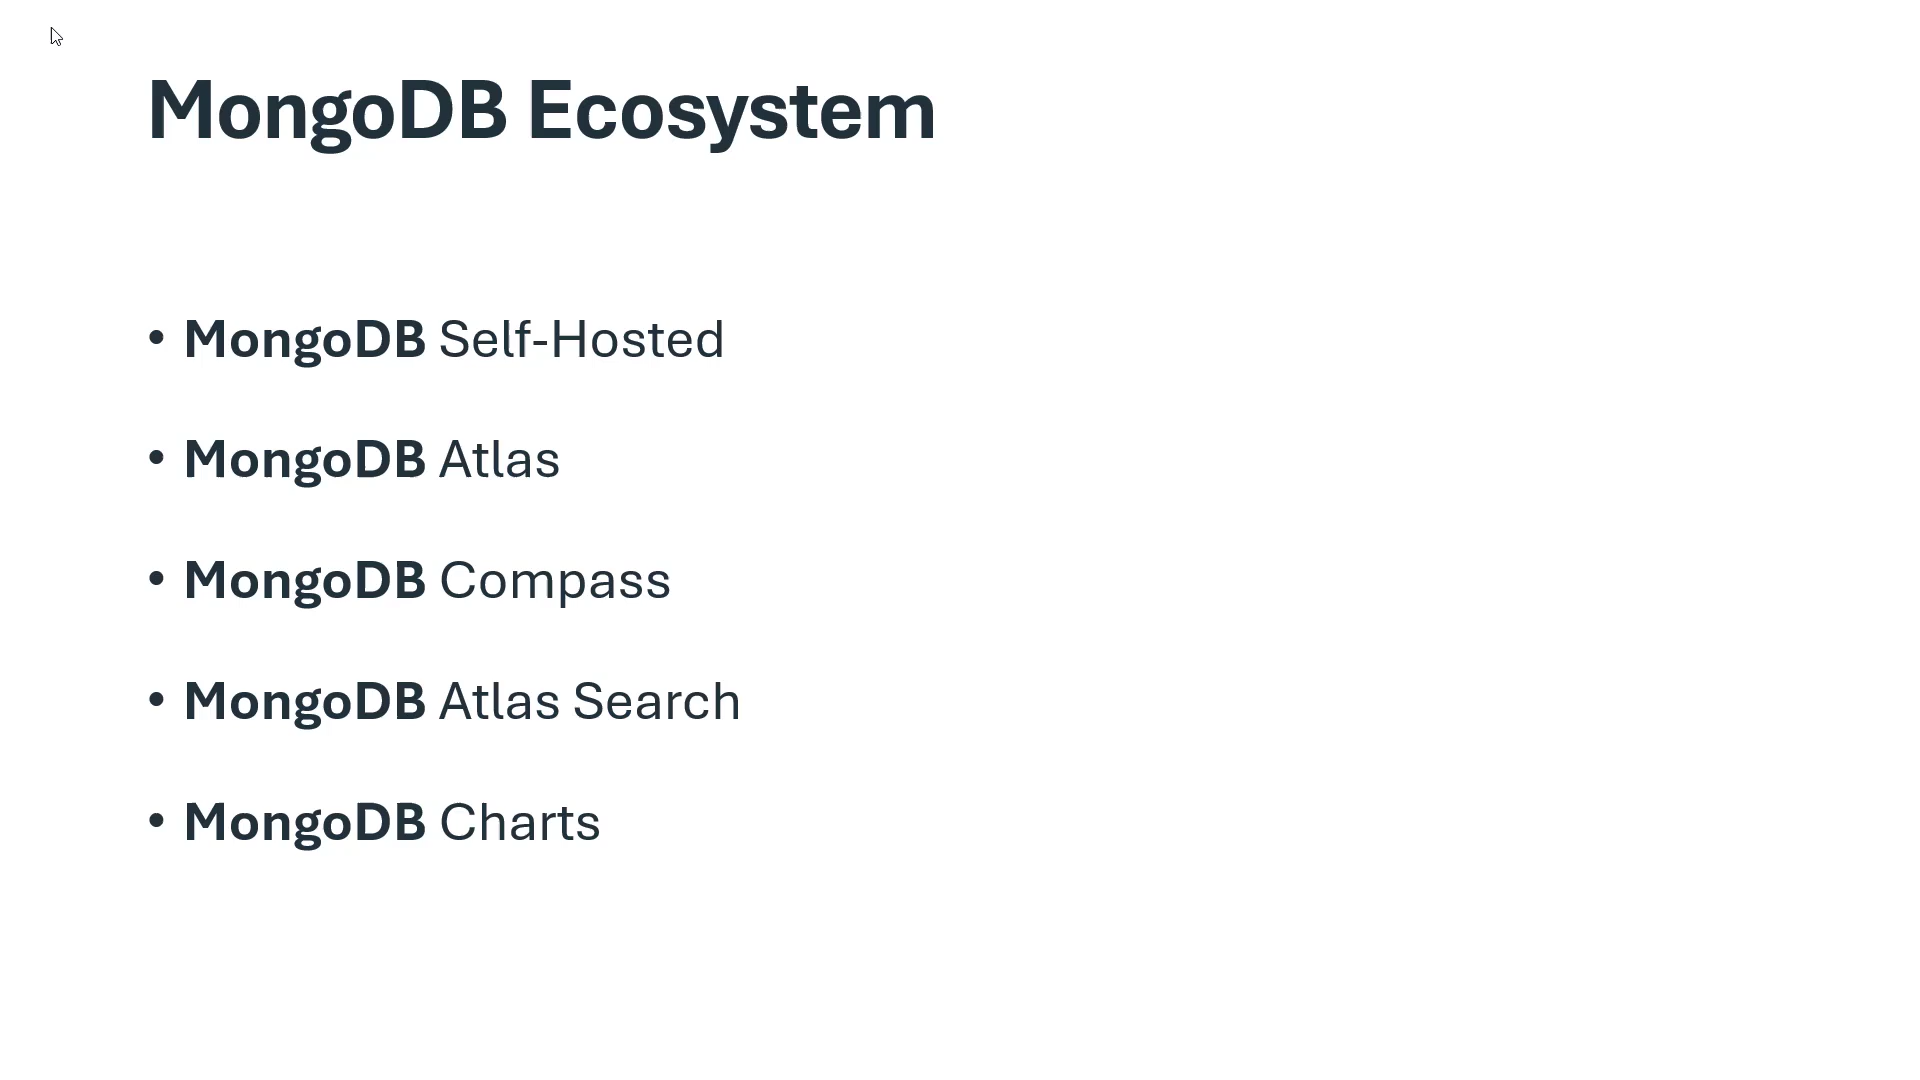 MongoDB Ecosystem
• MongoDB Self-Hosted
• MongoDB Atlas
• MongoDB Compass
• MongoDB Atlas Search
• MongoDB Charts